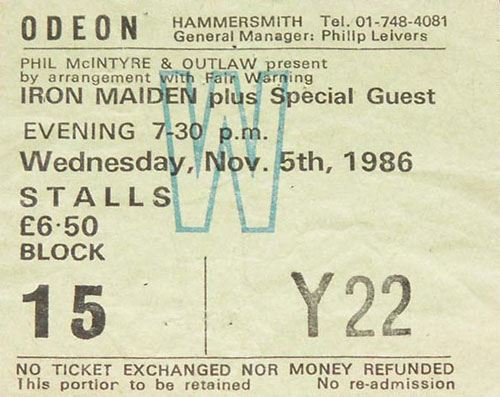 ODEON HAMMERSMITH Tel. 01-748-4081
General Manager: Philip Leivers
PHIL McINTYRE & OUTLAW present
by arrangement with Fair Warning
IRON MAIDEN plus Special Guest
EVENING 7-30 p.m.
Wednesday, Nov. 5th, 1986
W
STALLS
£6·50
BLOCK
15 Y22
NO TICKET EXCHANGED NOR MONEY REFUNDED
This portion to be retained No re-admission